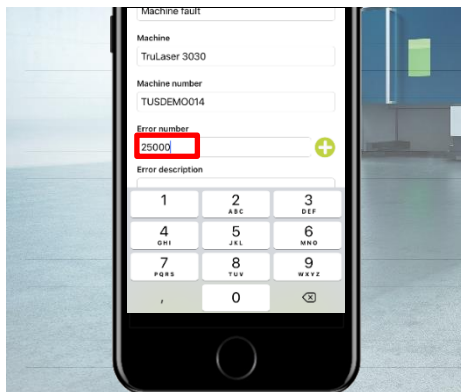 Machine fault
Machine
TruLaser 3030
Machine number
TUSDEMO014
Error number
25000
Error description
1
2
ABC
3
DEF
4
GHI
5
JKL
6
MNO
7
PQRS
8
TUV
9
WXYZ
,
0